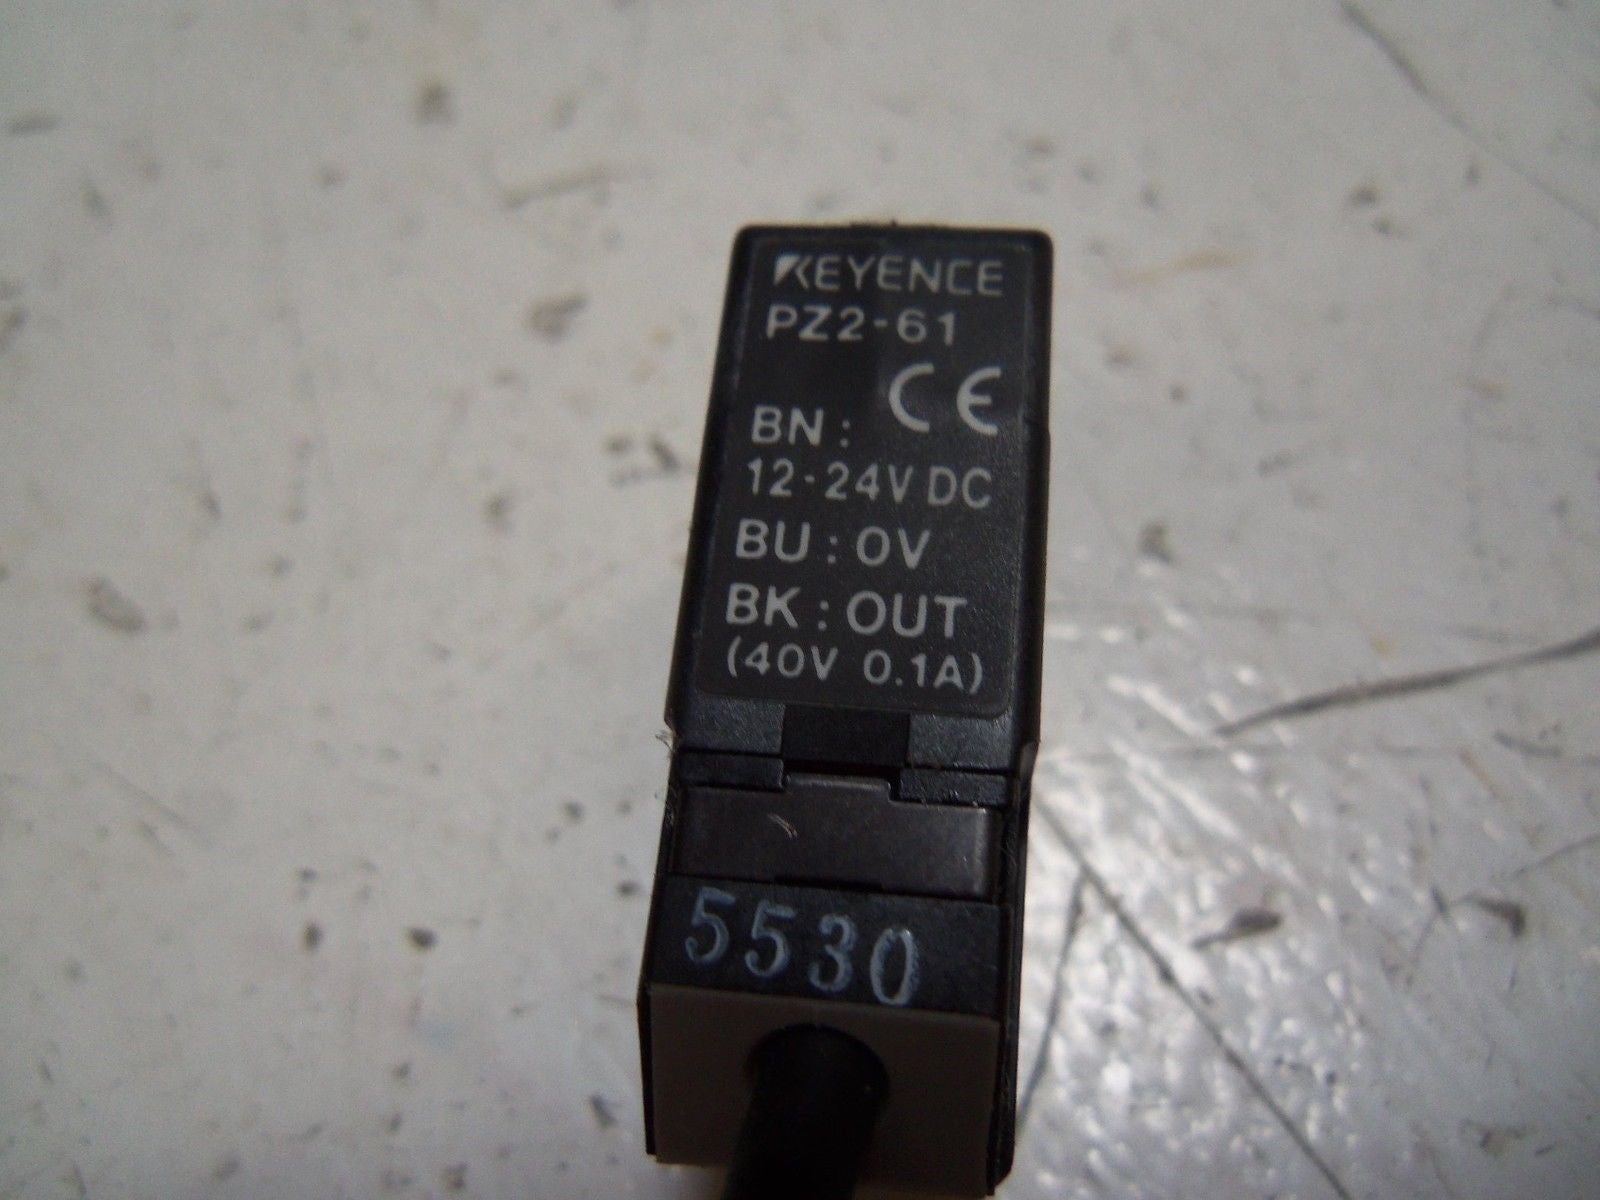 KEYENCE
PZ2-61
CE
BN:
12-24V DC
BU: 0V
BK: OUT
(40V 0.1A)
5530